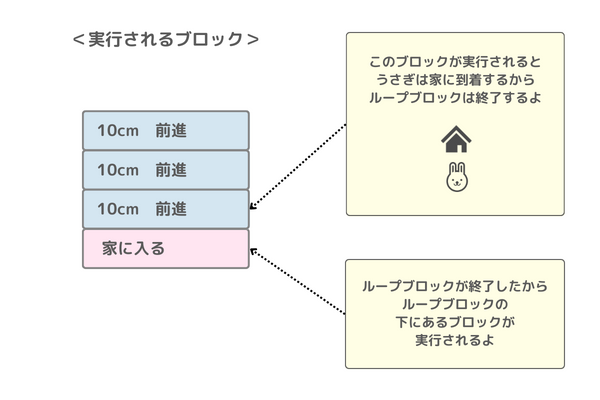 ＜実行されるブロック＞
10cm　前進
10cm　前進
10cm　前進
家に入る
このブロックが実行されると
うさぎは家に到着するから
ループブロックは終了するよ
ループブロックが終了したから
ループブロックの
下にあるブロックが
実行されるよ